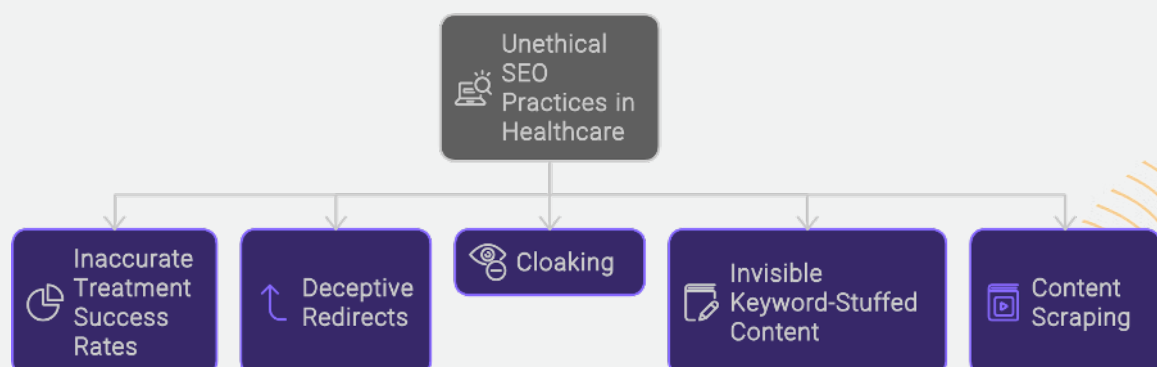 Unethical
SEO
Practices in
Healthcare
Inaccurate
Treatment
Success
Rates
Deceptive
Redirects
Cloaking
Invisible
Keyword-Stuffed
Content
Content
Scraping